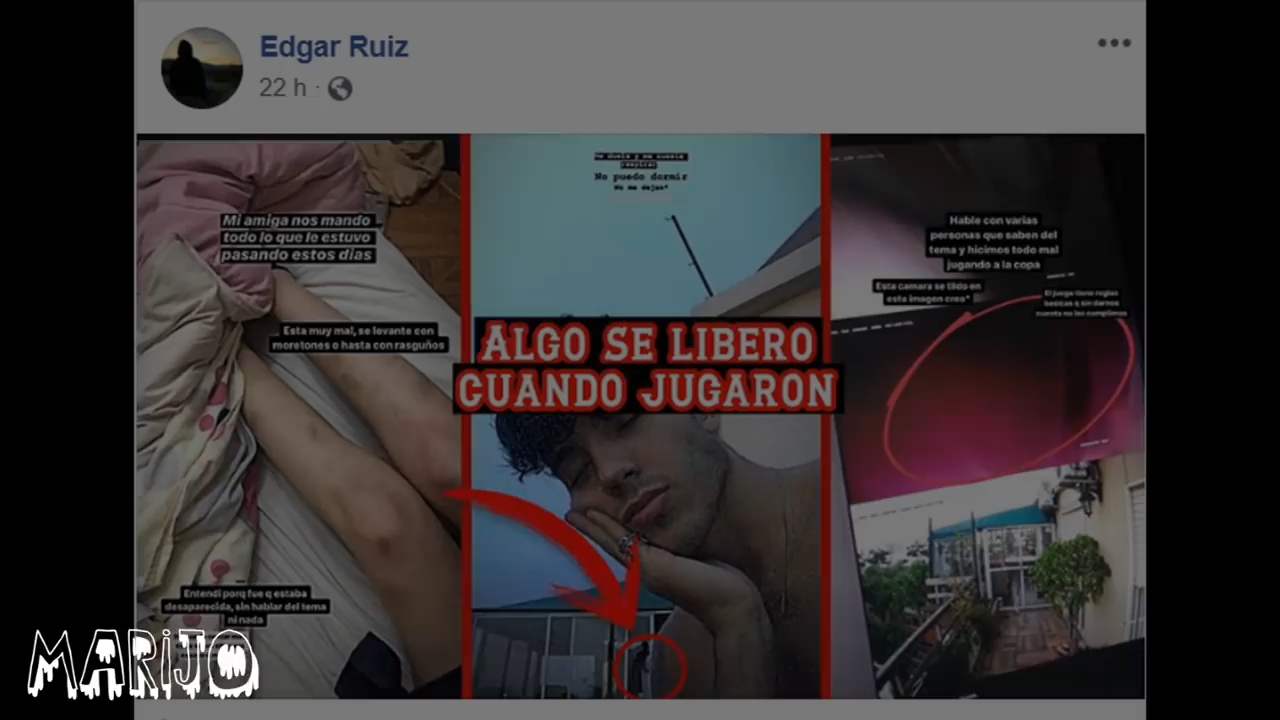 Edgar Ruiz
22 h ·
Mi amiga nos mando
todo lo que le estuvo
pasando estos dias
Esta muy mal, se levante con
moretones o hasta con rasguños
Entendi porq fue q estaba
desaparecida, sin hablar del tema
ni nada
respirar
No puedo dormir
No me dejan*
ALGO SE LIBERO
CUANDO JUGARON
Hable con varias
personas que saben del
tema y hicimos todo mal
jugando a la copa
Esta camara se tildo en
esta imagen creo*
El juego tiene reglas
basicas q sin darnos
cuenta no las cumplimos
MARIJO